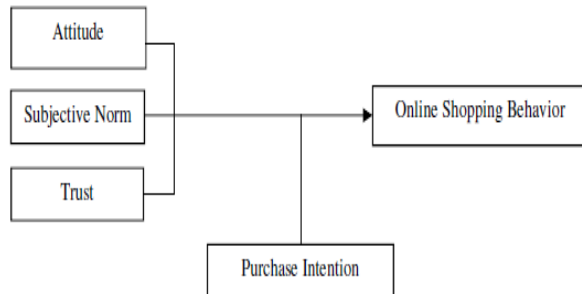 Attitude
Subjective Norm
Online Shopping Behavior
Trust
Purchase Intention